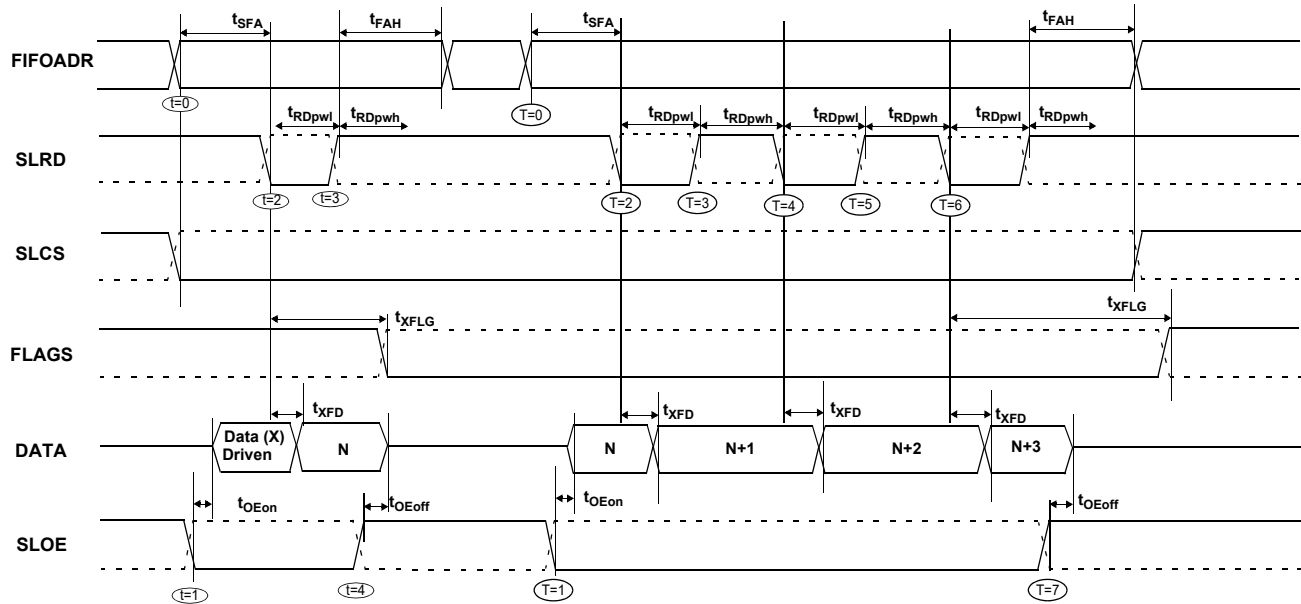 tSFA tFAH tSFA tFAH
FIFOADR
t=0 T=0
tRDpwl tRDpwh tRDpwl tRDpwh tRDpwl tRDpwh tRDpwl tRDpwh
SLRD
t=2 t=3 T=2 T=3 T=4 T=5 T=6
SLCS
tXFLG tXFLG
FLAGS
tXFD tXFD tXFD tXFD
DATA
Data (X)
Driven
N N N+1 N+2 N+3
tOEon tOEoff tOEon tOEoff
SLOE
t=1 t=4 T=1 T=7